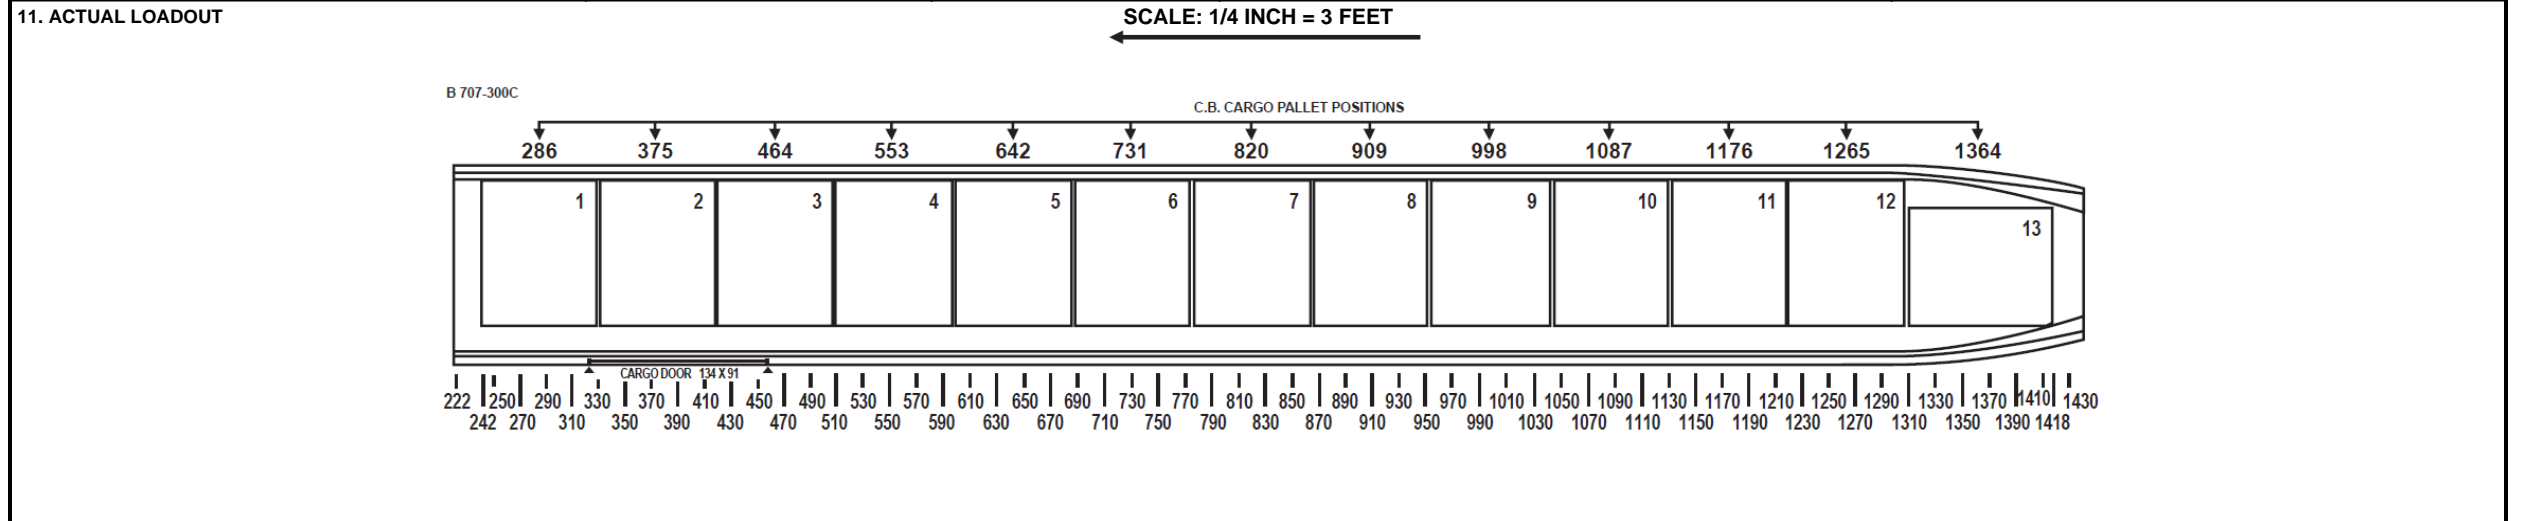 11. ACTUAL LOADOUT
SCALE: 1/4 INCH = 3 FEET
B 707-300C
C.B. CARGO PALLET POSITIONS
286 375 464 553 642 731 820 909 998 1087 1176 1265 1364
1 2 3 4 5 6 7 8 9 10 11 12
13
CARGO DOOR 134 X 91
222 250 290 330 370 410 450 490 530 570 610 650 690 730 770 810 850 890 930 970 1010 1050 1090 1130 1170 1210 1250 1290 1330 1370 1410 1430
242 270 310 350 390 430 470 510 550 590 630 670 710 750 790 830 870 910 950 990 1030 1070 1110 1150 1190 1230 1270 1310 1350 1390 1418